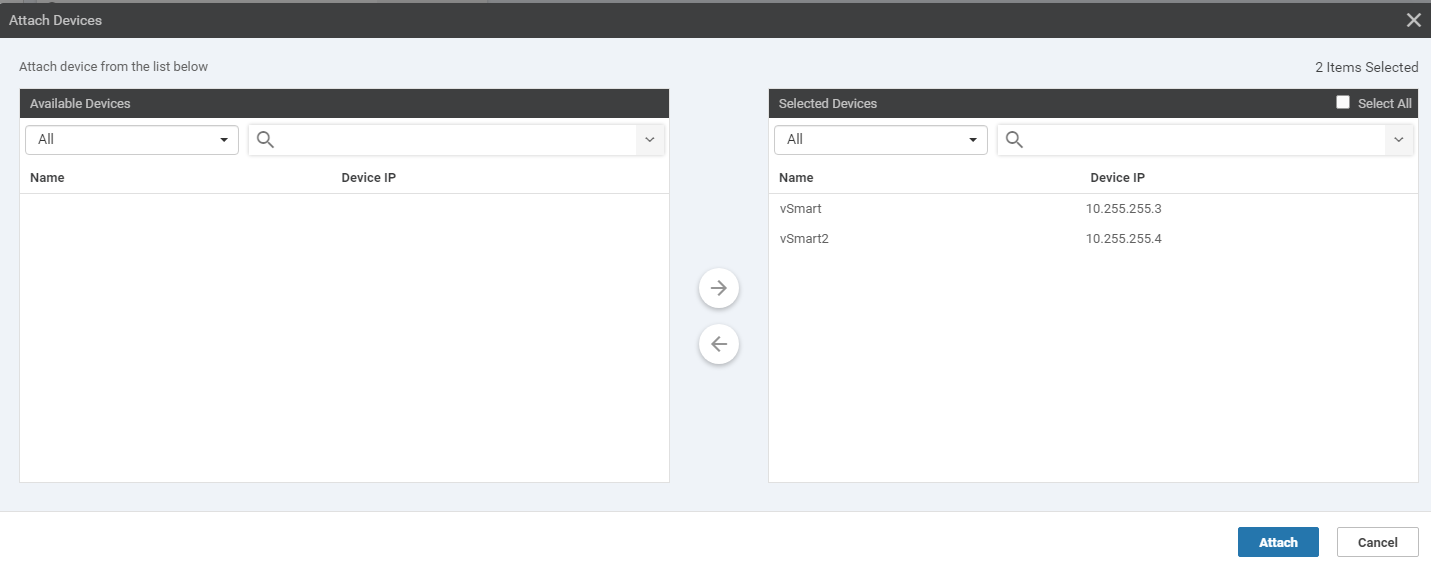 Attach Devices
Attach device from the list below
2 Items Selected
Available Devices
All
Name Device IP
Selected Devices Select All
All
Name Device IP
vSmart 10.255.255.3
vSmart2 10.255.255.4
Attach Cancel